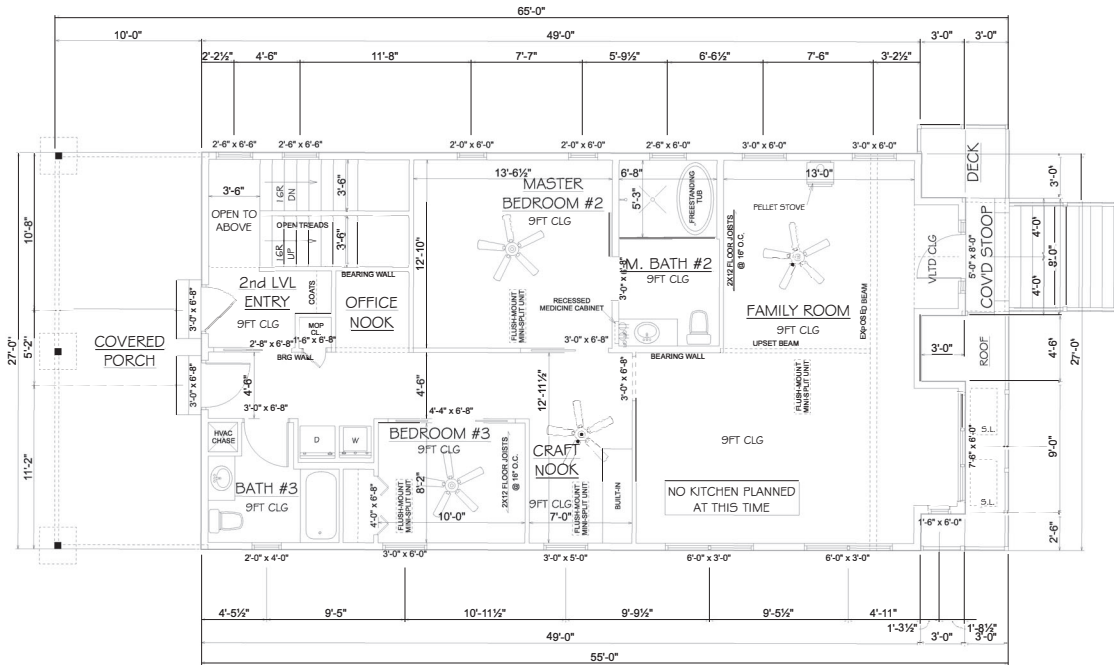 65'-0"
10'-0" 49'-0" 3'-0" 3'-0"
2'-2½" 4'-6" 11'-8" 7'-7" 5'-9½" 6'-6½" 7'-6" 3'-2½"
2'-6" x 6'-6" 2'-6" x 6'-6" 2'-0" x 6'-0" 2'-0" x 6'-0" 2'-6" x 6'-6" 3'-0" x 6'-0" 3'-0" x 6'-0"
27'-0"
10'-8"
5'-2"
11'-2"
COVERED
PORCH
3'-0" x 6'-8"
3'-0" x 6'-8"
3'-6"
OPEN TO
ABOVE
16R
DN
3'-6"
OPEN TREADS
16R
UP
3'-6"
BEARING WALL
2nd LVL
ENTRY
9FT CLG
COATS
OFFICE
NOOK
MOP
CL.
2'-8" x 6'-8"
1'-6" x 6'-8"
BRG WALL
13'-6½"
MASTER
BEDROOM #2
9FT CLG
12'-10"
FLUSH-MOUNT
MINI-SPLIT UNIT
3'-0" x 6'-8"
6'-8"
5'-3"
FREESTANDING
TUB
3'-0" x 6'-8"
M. BATH #2
9FT CLG
RECESSED
MEDICINE CABINET
13'-0"
PELLET STOVE
2X12 FLOOR JOISTS
@ 16" O.C.
FAMILY ROOM
9FT CLG
UPSET BEAM
EXPOSED BEAM
BEARING WALL
FLUSH-MOUNT
MINI-SPLIT UNIT
9FT CLG
NO KITCHEN PLANNED
AT THIS TIME
VLTD CLG
5'-0" x 8'-0"
DECK
COV'D STOOP
3'-0"
4'-0"
8'-0"
4'-0"
3'-0"
ROOF
4'-6"
27'-0"
7'-6" x 6'-0"
S.L.
S.L.
9'-0"
1'-6" x 6'-0"
2'-6"
4'-6"
3'-0" x 6'-8"
HVAC
CHASE
D
W
BATH #3
9FT CLG
4'-6"
4'-4" x 6'-8"
BEDROOM #3
9FT CLG
4'-0" x 6'-8"
FLUSH-MOUNT
MINI-SPLIT UNIT
8'-2"
10'-0"
2X12 FLOOR JOISTS
@ 16" O.C.
12'-11½"
3'-0" x 6'-8"
CRAFT
NOOK
9FT CLG
7'-0"
FLUSH-MOUNT
MINI-SPLIT UNIT
BUILT-IN
2'-0" x 4'-0" 3'-0" x 6'-0" 3'-0" x 5'-0" 6'-0" x 3'-0" 6'-0" x 3'-0"
4'-5½" 9'-5" 10'-11½" 9'-9½" 9'-5½" 4'-11" 1'-3½" 1'-8½"
49'-0" 3'-0" 3'-0"
55'-0"